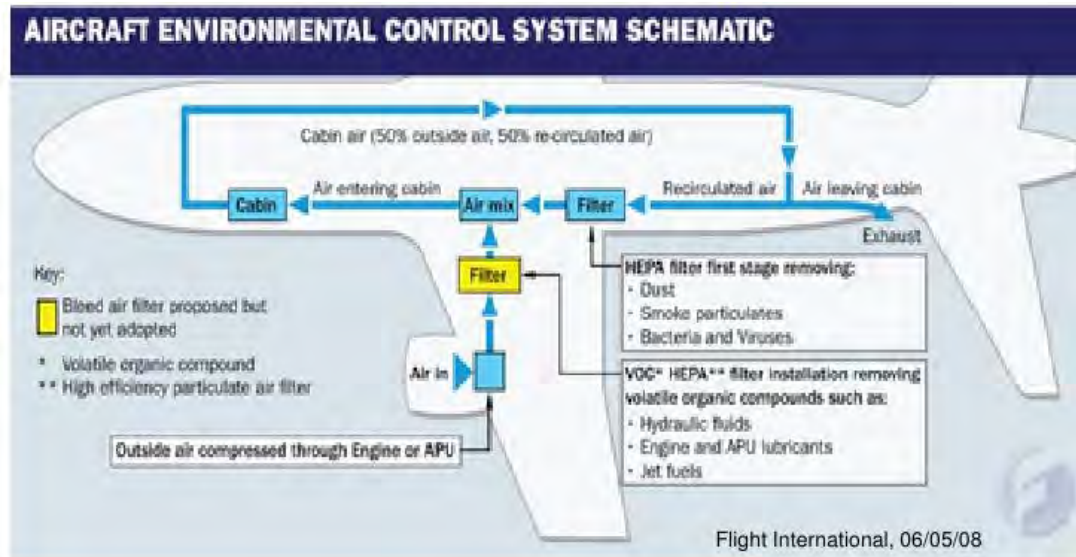 AIRCRAFT ENVIRONMENTAL CONTROL SYSTEM SCHEMATIC
Cabin air (50% outside air, 50% re-circulated air)
Air entering cabin
Recirculated air
Air leaving cabin
Cabin
Air mix
Filter
Exhaust
Key:
Bleed air filter proposed but
not yet adopted
* Volatile organic compound
** High efficiency particulate air filter
Filter
HEPA filter first stage removing:
· Dust
· Smoke particulates
· Bacteria and Viruses
Air in
VOC* HEPA** filter installation removing
volatile organic compounds such as:
· Hydraulic fluids
· Engine and APU lubricants
· Jet fuels
Outside air compressed through Engine or APU
Flight International, 06/05/08